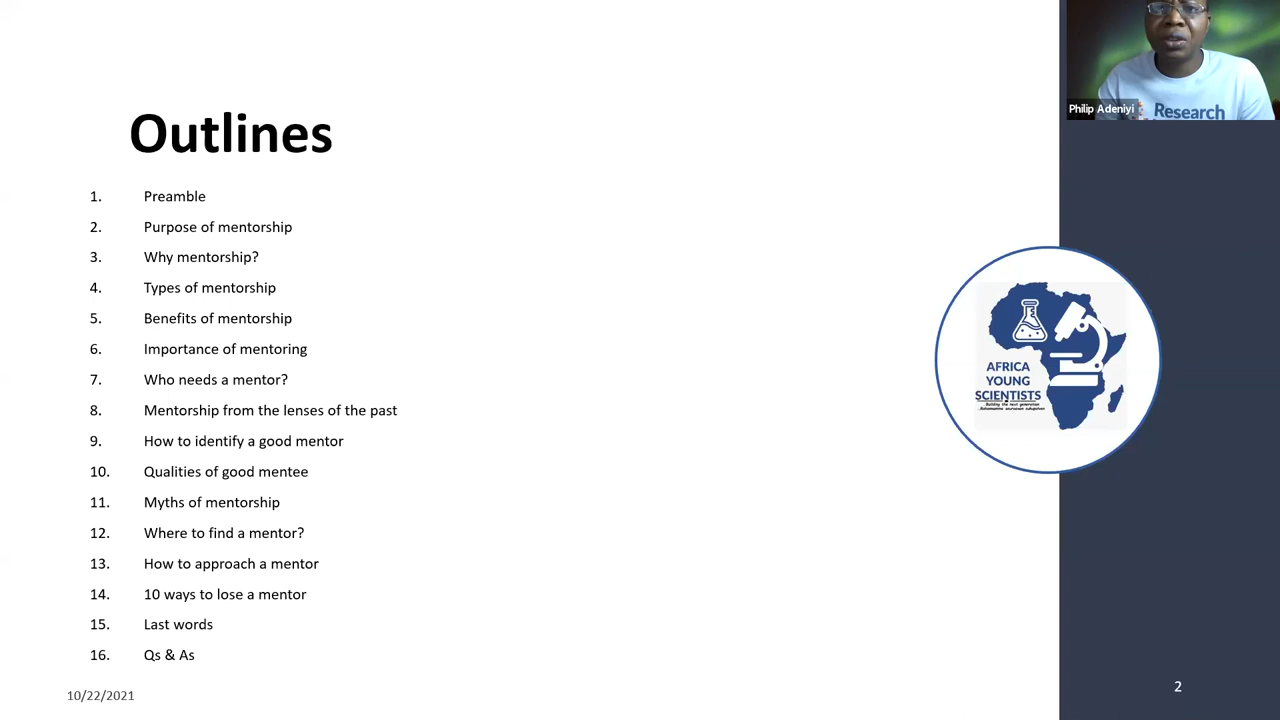 Outlines
1. Preamble
2. Purpose of mentorship
3. Why mentorship?
4. Types of mentorship
5. Benefits of mentorship
6. Importance of mentoring
7. Who needs a mentor?
8. Mentorship from the lenses of the past
9. How to identify a good mentor
10. Qualities of good mentee
11. Myths of mentorship
12. Where to find a mentor?
13. How to approach a mentor
14. 10 ways to lose a mentor
15. Last words
16. Qs & As
10/22/2021
Philip Adeniyi
Research
AFRICA
YOUNG
SCIENTISTS
Building the next generation
2